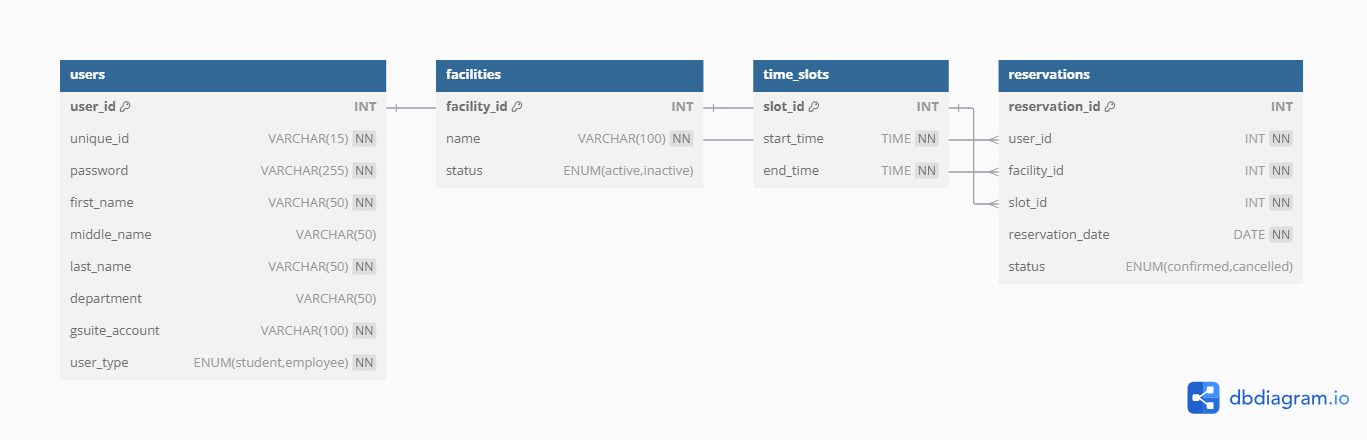 users
user_id INT
unique_id VARCHAR(15) NN
password VARCHAR(255) NN
first_name VARCHAR(50) NN
middle_name VARCHAR(50)
last_name VARCHAR(50) NN
department VARCHAR(50)
gsuite_account VARCHAR(100) NN
user_type ENUM(student,employee) NN
facilities
facility_id INT
name VARCHAR(100) NN
status ENUM(active,inactive)
time_slots
slot_id INT
start_time TIME NN
end_time TIME NN
reservations
reservation_id INT
user_id INT NN
facility_id INT NN
slot_id INT NN
reservation_date DATE NN
status ENUM(confirmed,cancelled)
dbdiagram.io